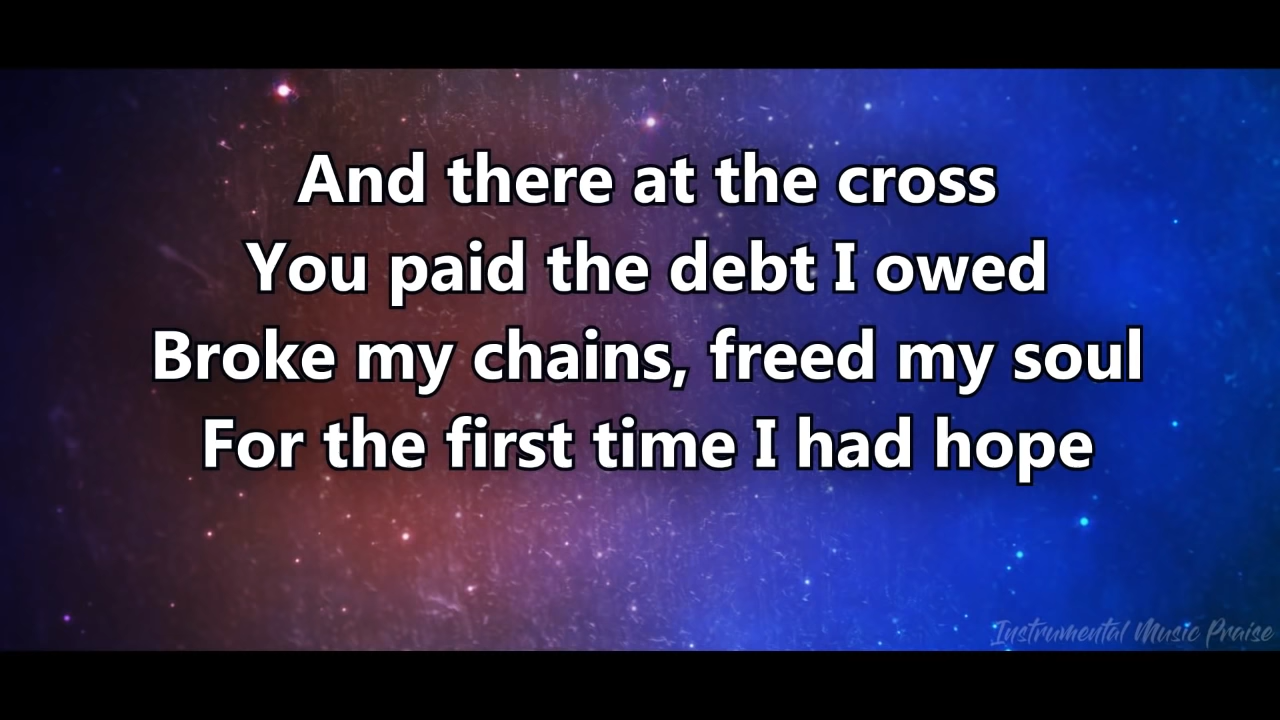 And there at the cross
You paid the debt I owed
Broke my chains, freed my soul
For the first time I had hope
Instrumental Music Praise